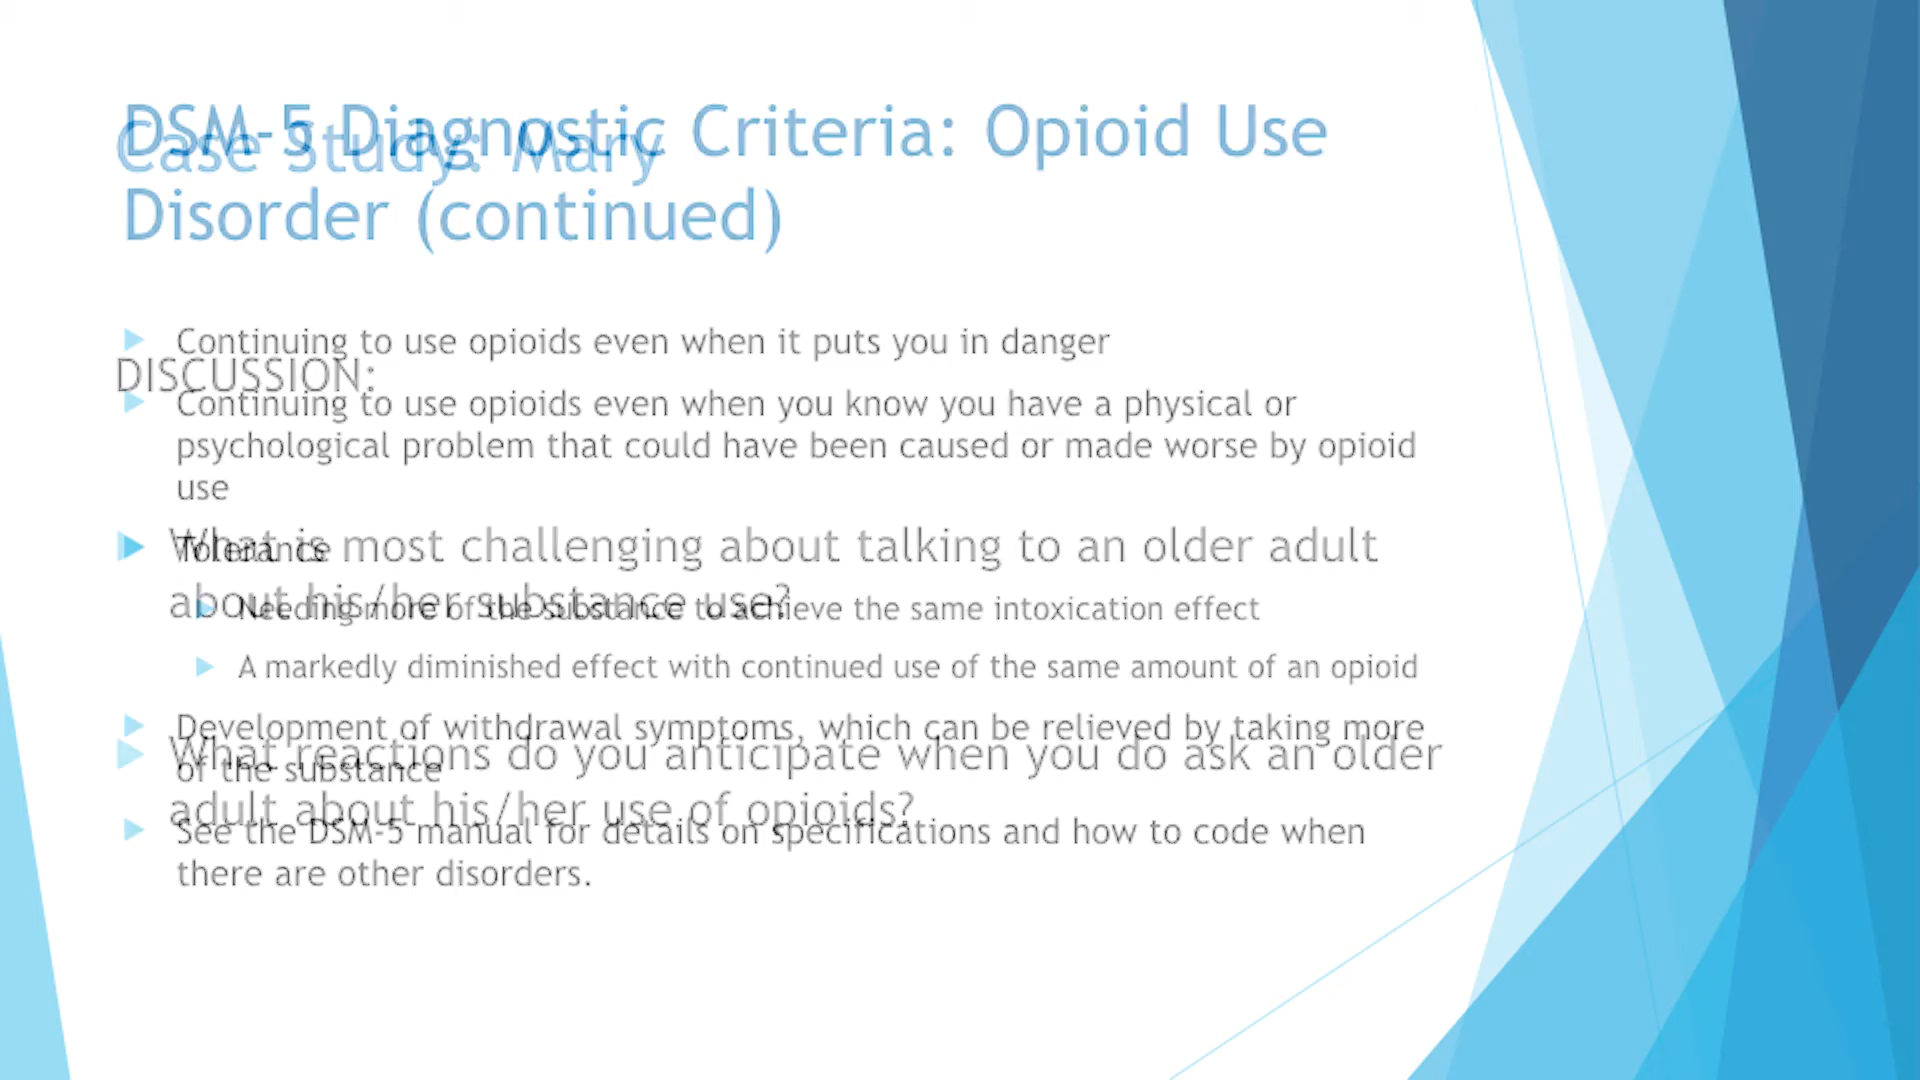 DSM-5 Diagnostic Criteria: Opioid Use
Disorder (continued)
Continuing to use opioids even when it puts you in danger
Continuing to use opioids even when you know you have a physical or
psychological problem that could have been caused or made worse by opioid
use
Tolerance
Needing more of the substance to achieve the same intoxication effect
A markedly diminished effect with continued use of the same amount of an opioid
Development of withdrawal symptoms, which can be relieved by taking more
of the substance
See the DSM-5 manual for details on specifications and how to code when
there are other disorders.
Case Study: Mary
DISCUSSION:
What is most challenging about talking to an older adult
about his/her substance use?
What reactions do you anticipate when you do ask an older
adult about his/her use of opioids?